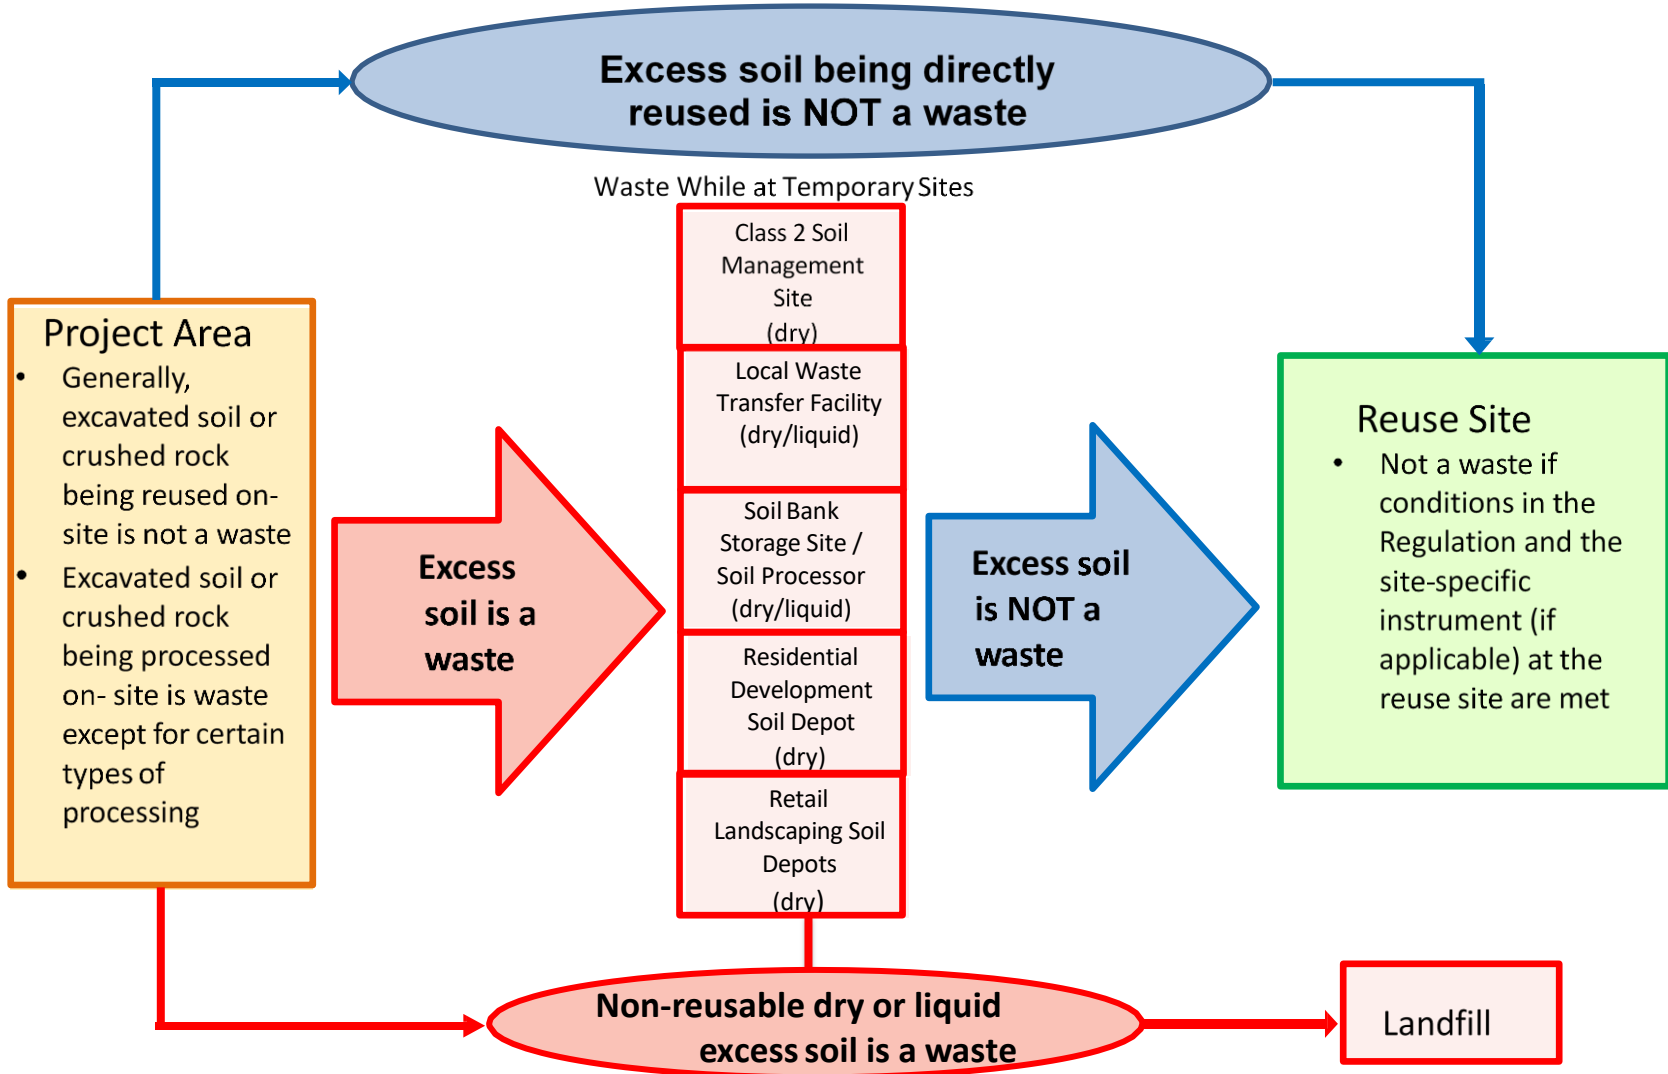 Excess soil being directly
reused is NOT a waste
Waste While at Temporary Sites
Project Area
• Generally,
excavated soil or
crushed rock
being reused on-
site is not a waste
• Excavated soil or
crushed rock
being processed
on- site is waste
except for certain
types of
processing
Excess
soil is a
waste
Class 2 Soil
Management
Site
(dry)
Local Waste
Transfer Facility
(dry/liquid)
Soil Bank
Storage Site /
Soil Processor
(dry/liquid)
Residential
Development
Soil Depot
(dry)
Retail
Landscaping Soil
Depots
(dry)
Excess soil
is NOT a
waste
Reuse Site
• Not a waste if
conditions in the
Regulation and the
site-specific
instrument (if
applicable) at the
reuse site are met
Non-reusable dry or liquid
excess soil is a waste
Landfill